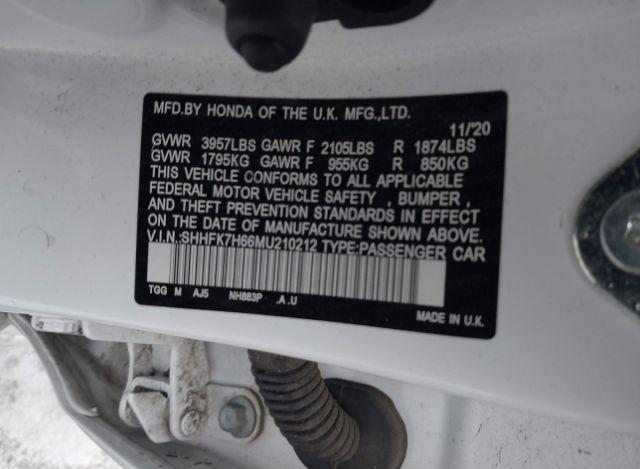 MFD.BY HONDA OF THE U.K. MFG.,LTD.
11/'20
GVWR 3957LBS GAWR F 2105LBS R 1874LBS
GVWR 1795KG GAWR F 955KG R 850KG
THIS VEHICLE CONFORMS TO ALL APPLICABLE
FEDERAL MOTOR VEHICLE SAFETY , BUMPER ,
AND THEFT PREVENTION STANDARDS IN EFFECT
ON THE DATE OF MANUFACTURE SHOWN ABOVE.
V.I.N.:SHHFK7H66MU210212 TYPE:PASSENGER CAR
TGG M AJ5 NH883P .A .U
MADE IN U.K.